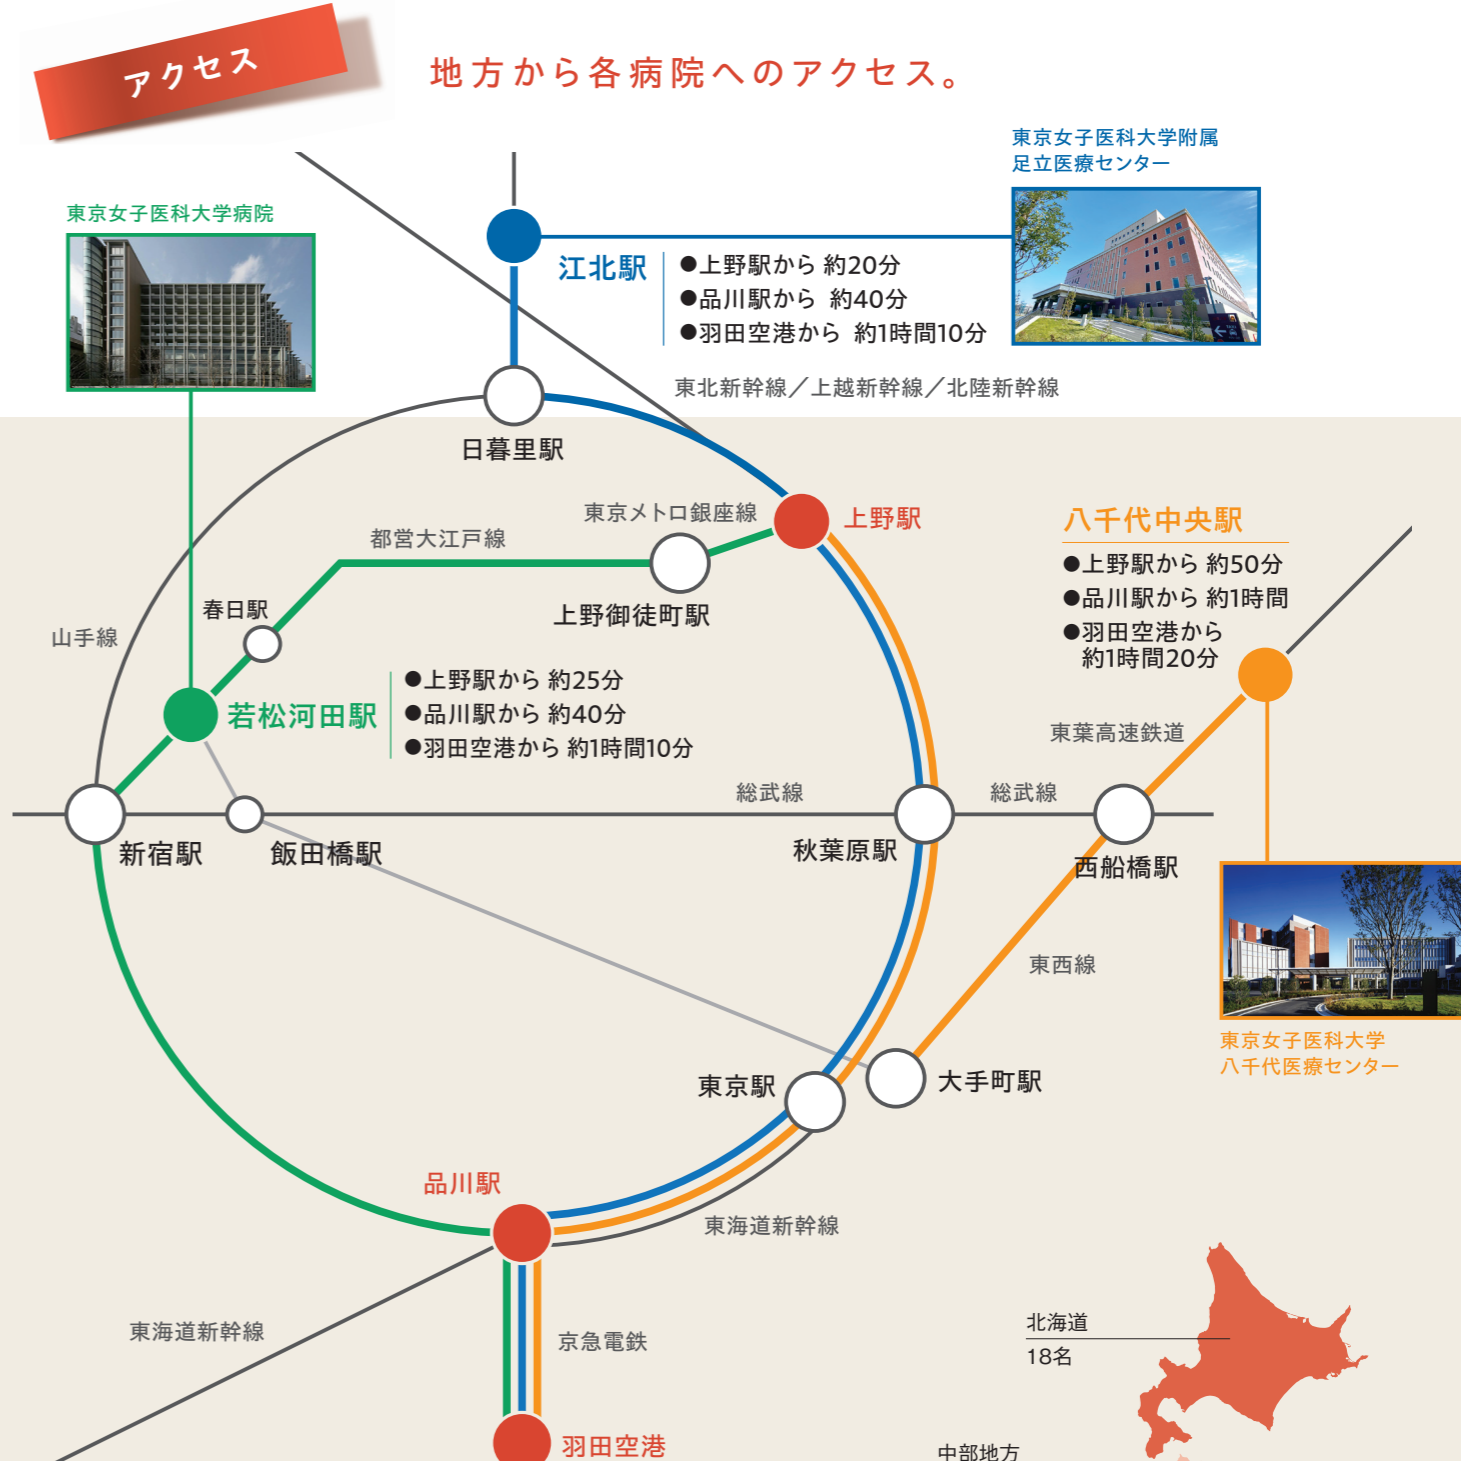 アクセス
地方から各病院へのアクセス。
東京女子医科大学附属
足立医療センター
東京女子医科大学病院
江北駅
●上野駅から 約20分
●品川駅から 約40分
●羽田空港から 約1時間10分
東北新幹線／上越新幹線／北陸新幹線
日暮里駅
東京メトロ銀座線
上野駅
都営大江戸線
上野御徒町駅
春日駅
山手線
八千代中央駅
●上野駅から 約50分
●品川駅から 約1時間
●羽田空港から
約1時間20分
若松河田駅
●上野駅から 約25分
●品川駅から 約40分
●羽田空港から 約1時間10分
東葉高速鉄道
総武線
総武線
新宿駅
飯田橋駅
秋葉原駅
西船橋駅
東西線
東京女子医科大学
八千代医療センター
東京駅
大手町駅
品川駅
東海道新幹線
東海道新幹線
京急電鉄
羽田空港
北海道
18名
中部地方